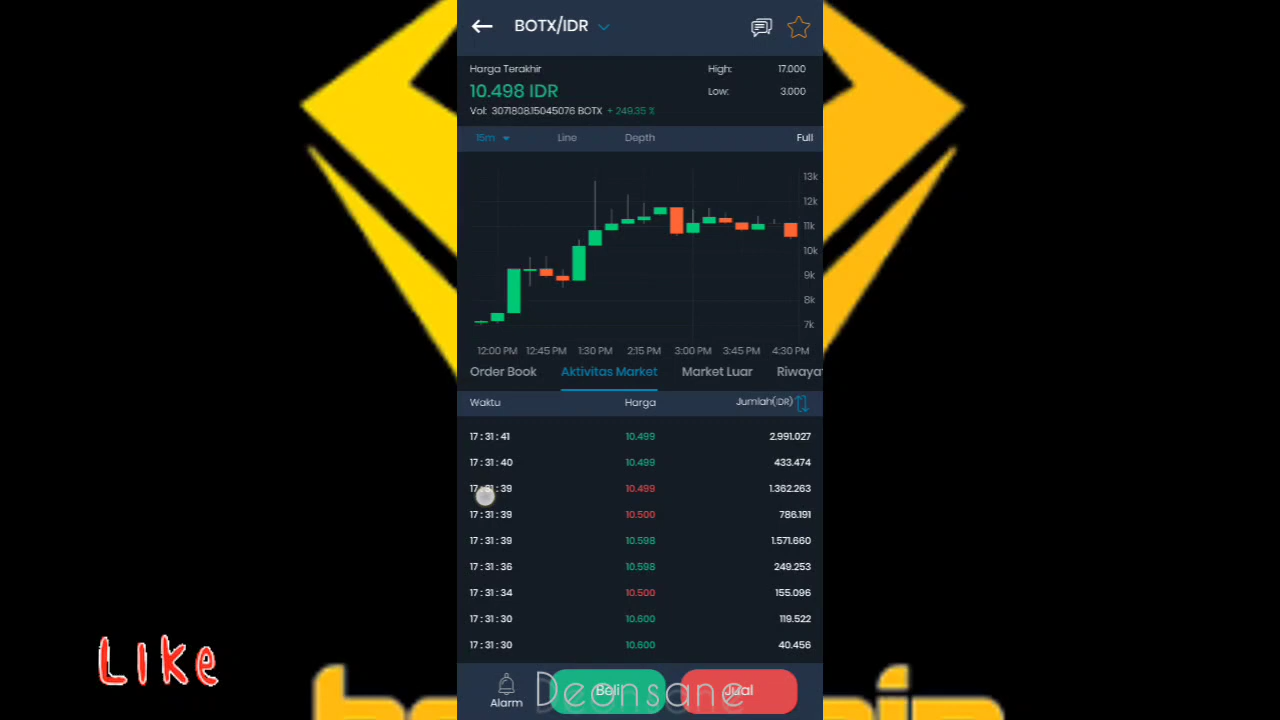 BOTX/IDR
Harga Terakhir
10.498 IDR
Vol: 3071808.15045076 BOTX + 249.35 %
High: 17.000
Low: 3.000
15m Line Depth Full
13k
12k
11k
10k
9k
8k
7k
12:00 PM 12:45 PM 1:30 PM 2:15 PM 3:00 PM 3:45 PM 4:30 PM
Order Book Aktivitas Market Market Luar Riwaya
Waktu Harga Jumlah(IDR)
17 : 31 : 41 10.499 2.991.027
17 : 31 : 40 10.499 433.474
17 : 31 : 39 10.499 1.362.263
17 : 31 : 39 10.500 786.191
17 : 31 : 39 10.598 1.571.660
17 : 31 : 36 10.598 249.253
17 : 31 : 34 10.500 155.096
17 : 31 : 30 10.600 119.522
17 : 31 : 30 10.600 40.456
Alarm Beli Jual
Deonsane
LIKe